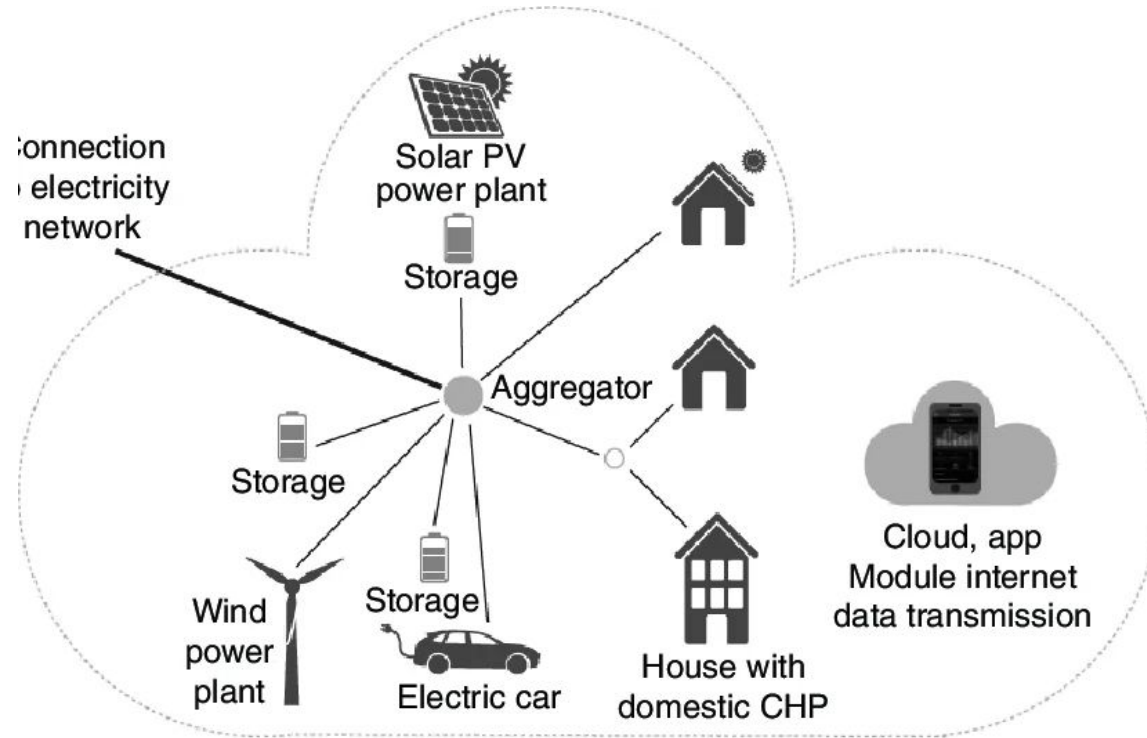 Solar PV
power plant
Connection
electricity
network
Storage
Aggregator
Storage
Storage
Wind
power
plant
Electric car
House with
domestic CHP
Cloud, app
Module internet
data transmission